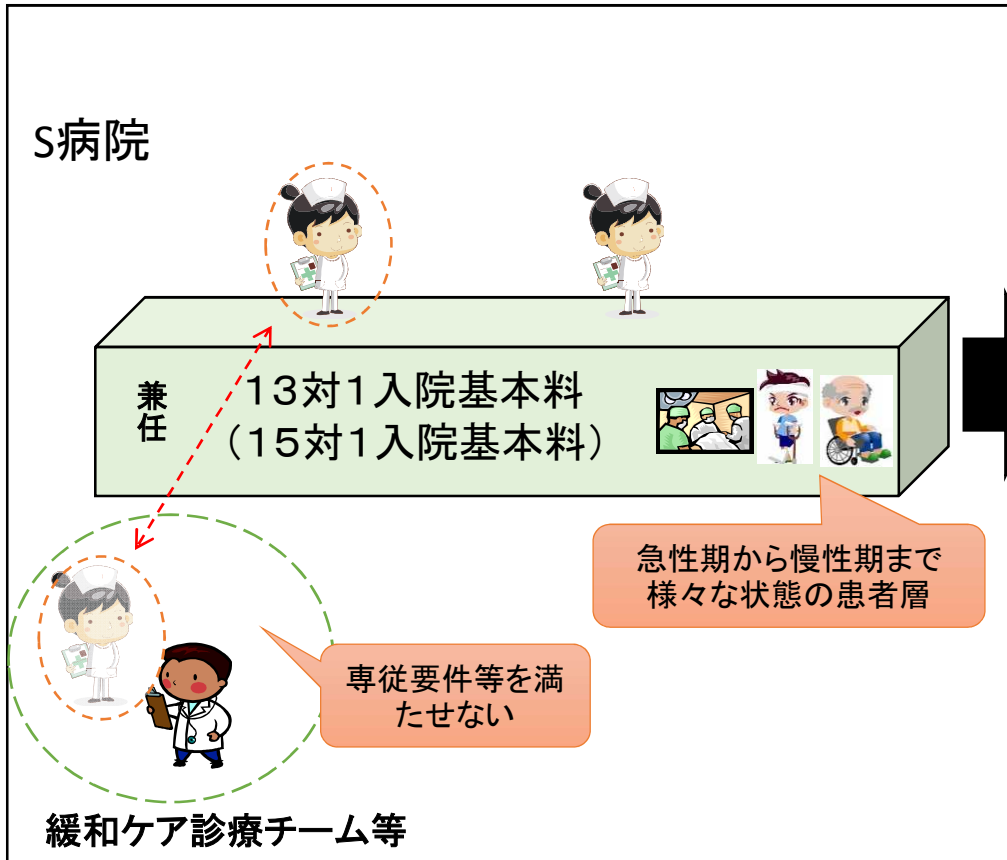 S病院
兼任
13対1入院基本料
（15対1入院基本料）
急性期から慢性期まで
様々な状態の患者層
専従要件等を満
たせない
緩和ケア診療チーム等